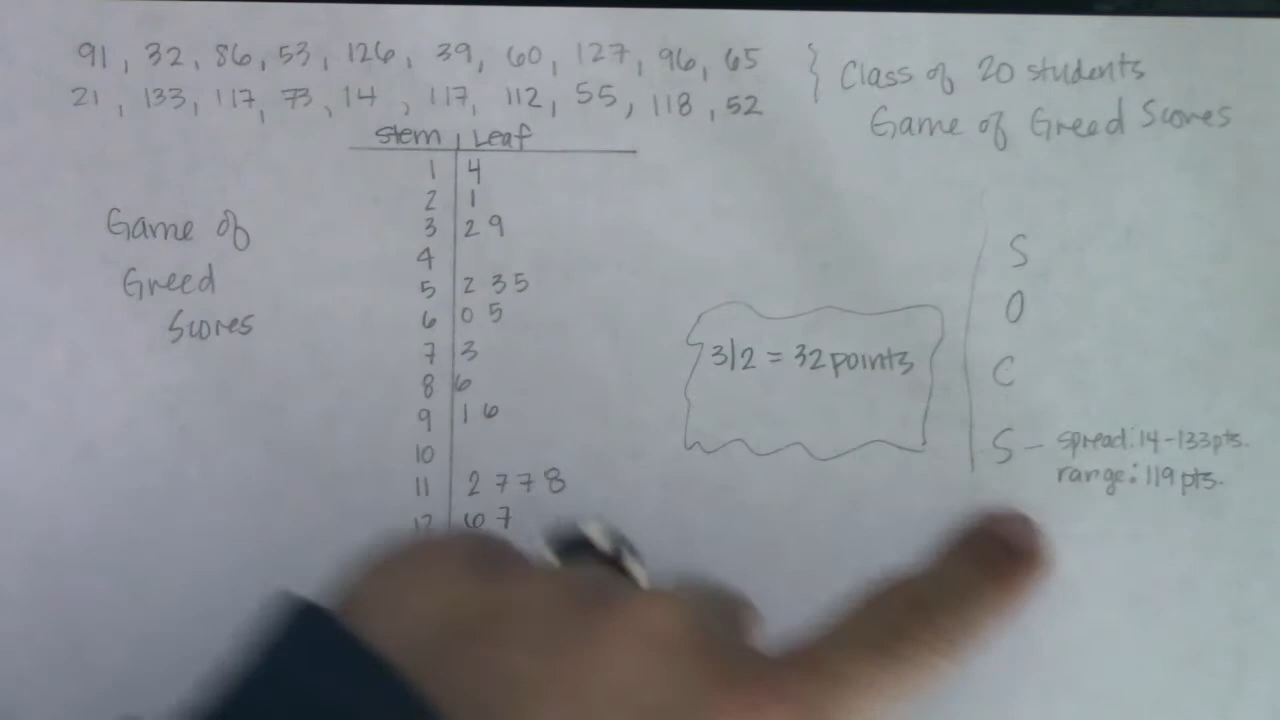 91, 32, 86, 53, 126, 39, 60, 127, 96, 65
21, 133, 117, 73, 14, 117, 112, 55, 118, 52
} Class of 20 students
Game of Greed Scores
Stem | Leaf
1 | 4
2 | 1
3 | 2 9
4 |
5 | 2 3 5
6 | 0 5
7 | 3
8 | 6
9 | 1 6
10 |
11 | 2 7 7 8
12 | 6 7
Game of
Greed
Scores
3|2 = 32 points
S
O
C
S - spread: 14-133 pts.
range: 119 pts.